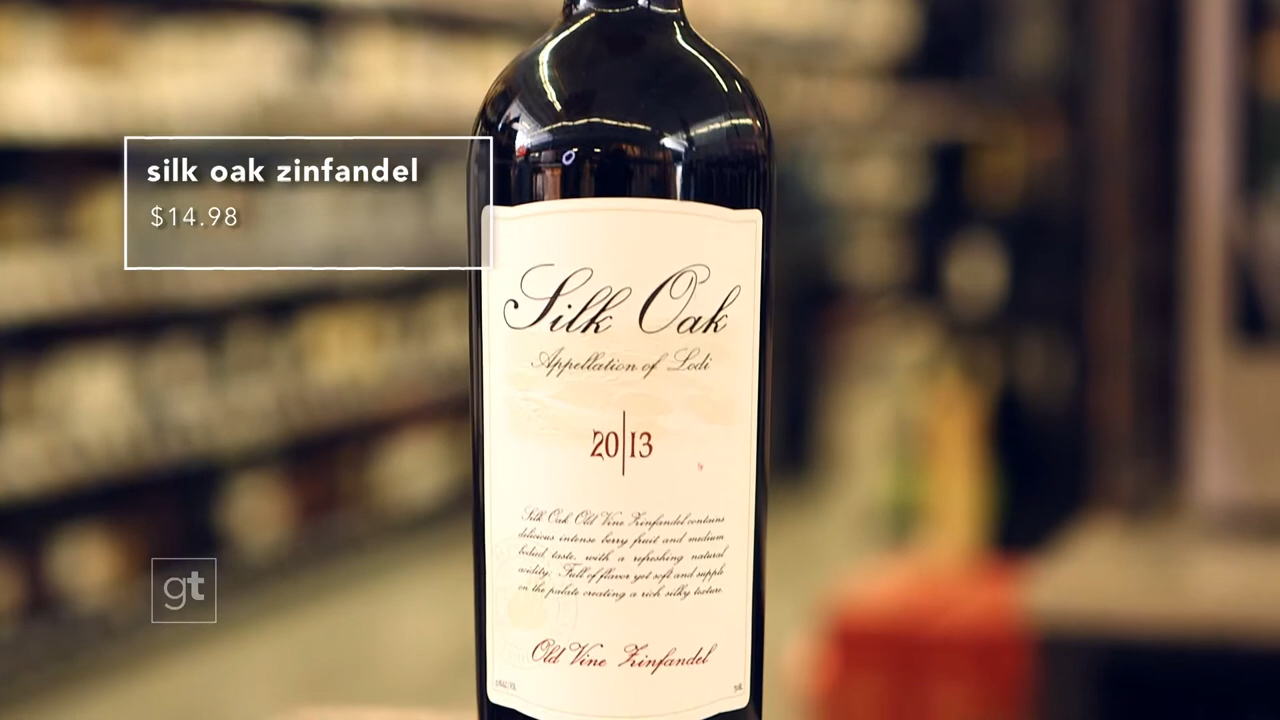 silk oak zinfandel
$14.98
Silk Oak
Appellation of Lodi
20|13
Silk Oak Old Vine Zinfandel contains
delicious intense berry fruit and medium
bodied taste, with a refreshing natural
acidity. Full of flavor yet soft and supple
on the palate creating a rich silky texture.
Old Vine Zinfandel
gt